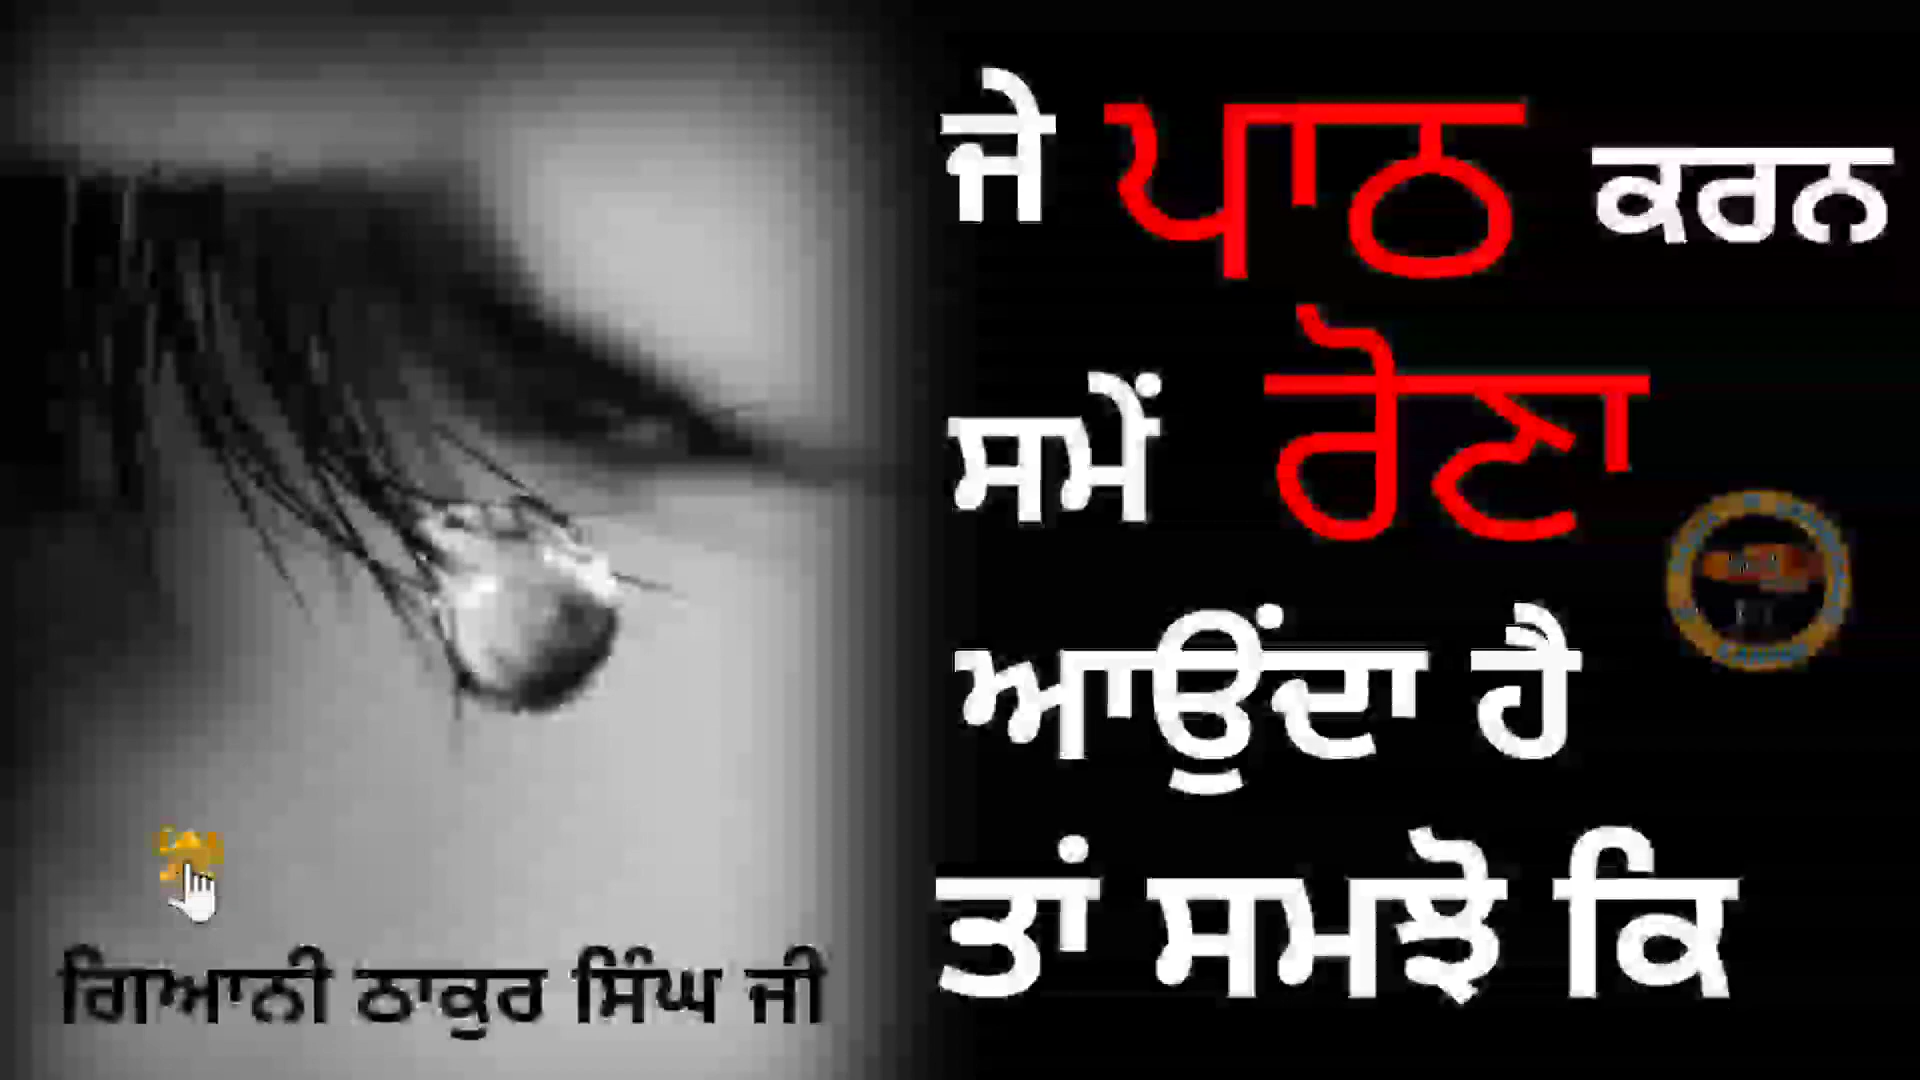 ਜੇ ਪਾਠ ਕਰਨ
ਸਮੇਂ ਰੋਣਾ
ਆਉਂਦਾ ਹੈ
ਤਾਂ ਸਮਝੋ ਕਿ
ਗਿਆਨੀ ਠਾਕੁਰ ਸਿੰਘ ਜੀ